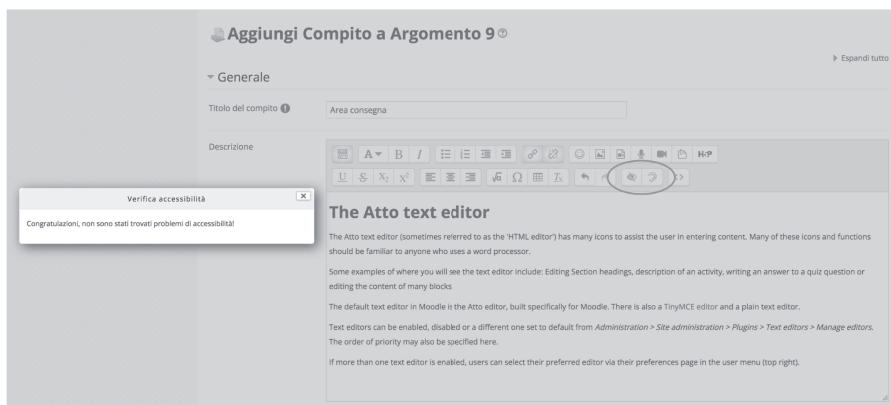 Aggiungi Compito a Argomento 9
Espandi tutto
Generale
Titolo del compito
Area consegna
Descrizione
A B I H-P
U S X₂ X² √α Ω Tx <>
Verifica accessibilità
Congratulazioni, non sono stati trovati problemi di accessibilità!
The Atto text editor
The Atto text editor (sometimes referred to as the 'HTML editor') has many icons to assist the user in entering content. Many of these icons and functions
should be familiar to anyone who uses a word processor.
Some examples of where you will see the text editor include: Editing Section headings, description of an activity, writing an answer to a quiz question or
editing the content of many blocks
The default text editor in Moodle is the Atto editor, built specifically for Moodle. There is also a TinyMCE editor and a plain text editor.
Text editors can be enabled, disabled or a different one set to default from Administration > Site administration > Plugins > Text editors > Manage editors.
The order of priority may also be specified here.
If more than one text editor is enabled, users can select their preferred editor via their preferences page in the user menu (top right).